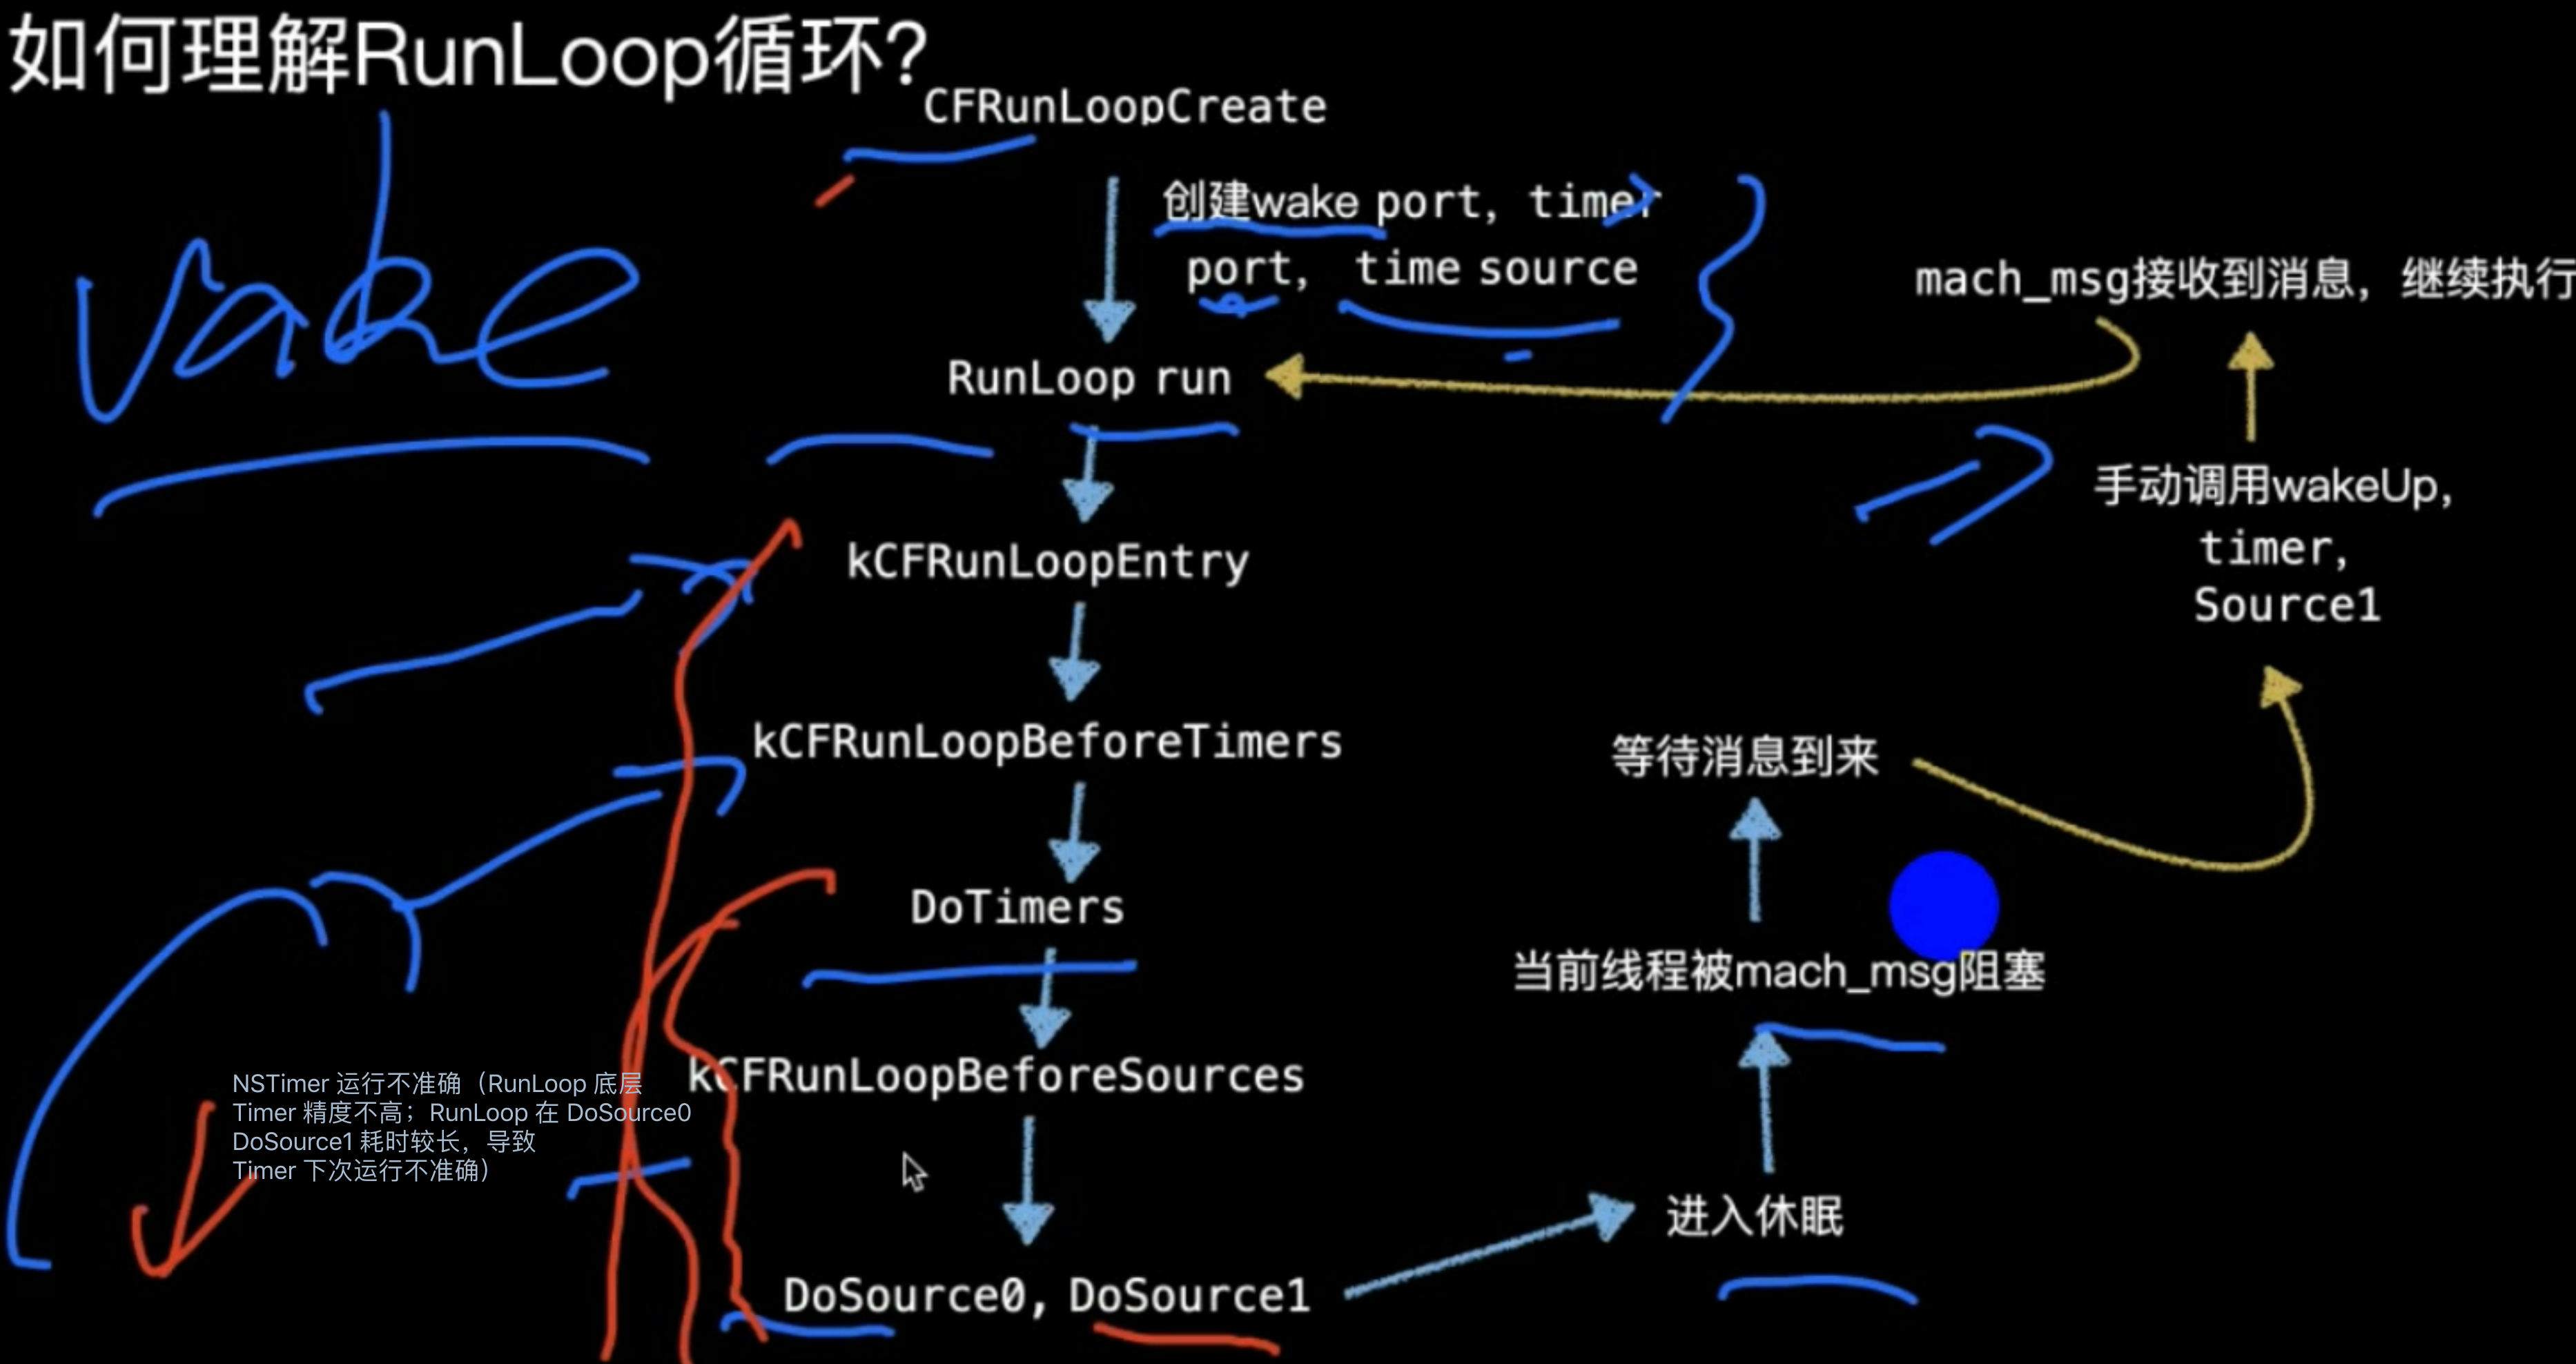 如何理解RunLoop循环?
CFRunLoopCreate
创建wake port, timer
port, time source
wake
RunLoop run
kCFRunLoopEntry
kCFRunLoopBeforeTimers
DoTimers
kCFRunLoopBeforeSources
NSTimer 运行不准确（RunLoop 底层
Timer 精度不高；RunLoop 在 DoSource0
DoSource1 耗时较长，导致
Timer 下次运行不准确）
DoSource0, DoSource1
进入休眠
当前线程被mach_msg阻塞
等待消息到来
手动调用wakeUp,
timer,
Source1
mach_msg接收到消息，继续执行